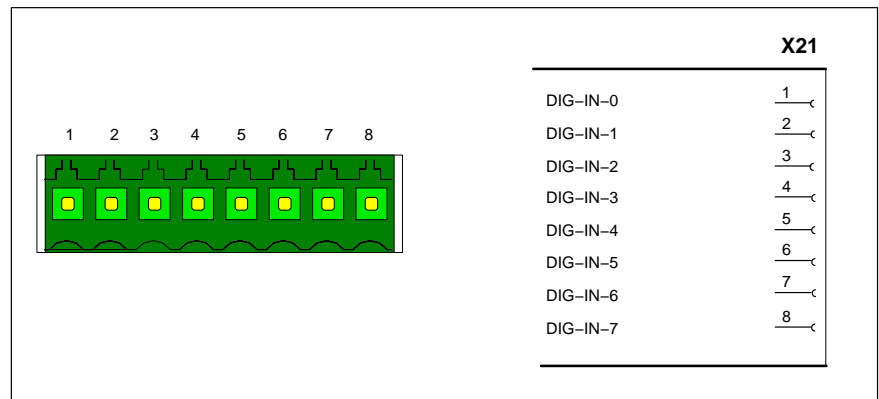 X21
1 2 3 4 5 6 7 8
DIG–IN–0 1
DIG–IN–1 2
DIG–IN–2 3
DIG–IN–3 4
DIG–IN–4 5
DIG–IN–5 6
DIG–IN–6 7
DIG–IN–7 8